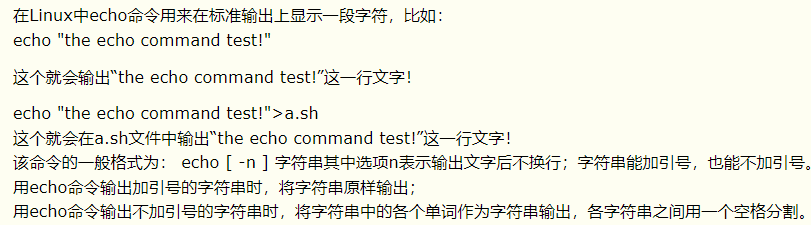 在Linux中echo命令用来在标准输出上显示一段字符，比如：
echo "the echo command test!"
这个就会输出“the echo command test!”这一行文字！
echo "the echo command test!">a.sh
这个就会在a.sh文件中输出“the echo command test!”这一行文字！
该命令的一般格式为： echo [ -n ] 字符串其中选项n表示输出文字后不换行；字符串能加引号，也能不加引号。
用echo命令输出加引号的字符串时，将字符串原样输出；
用echo命令输出不加引号的字符串时，将字符串中的各个单词作为字符串输出，各字符串之间用一个空格分割。